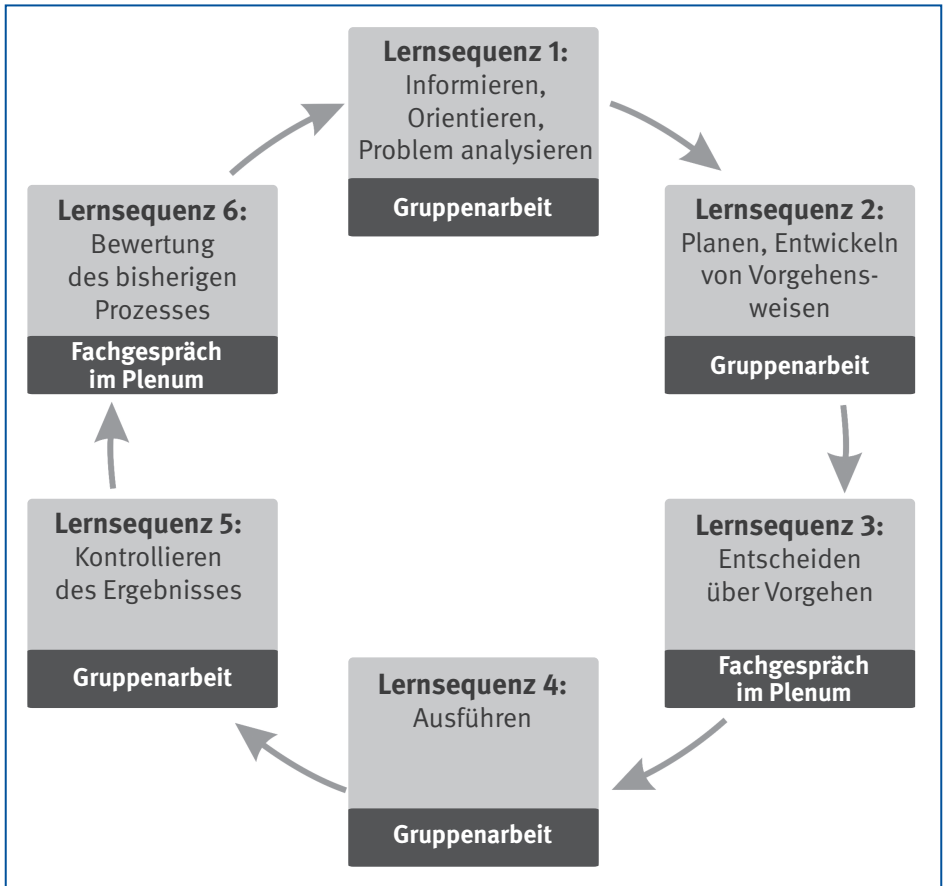 Lernsequenz 1:
Informieren,
Orientieren,
Problem analysieren
Gruppenarbeit
Lernsequenz 2:
Planen, Entwickeln
von Vorgehens-
weisen
Gruppenarbeit
Lernsequenz 3:
Entscheiden
über Vorgehen
Fachgespräch
im Plenum
Lernsequenz 4:
Ausführen
Gruppenarbeit
Lernsequenz 5:
Kontrollieren
des Ergebnisses
Gruppenarbeit
Lernsequenz 6:
Bewertung
des bisherigen
Prozesses
Fachgespräch
im Plenum